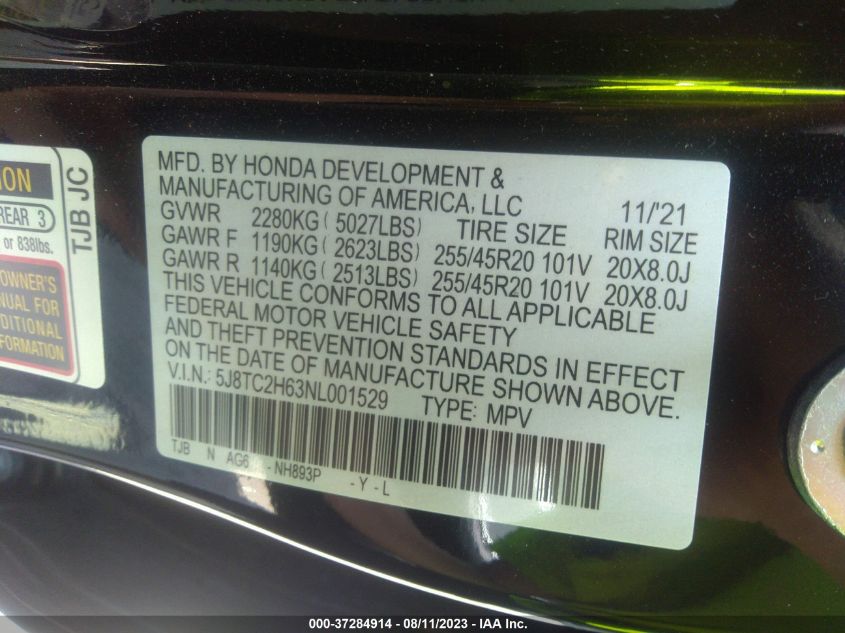 ION
REAR 3
or 838lbs.
OWNER'S
NUAL FOR
DITIONAL
FORMATION
TJB JC
MFD. BY HONDA DEVELOPMENT &
MANUFACTURING OF AMERICA, LLC 11/'21
GVWR 2280KG ( 5027LBS) TIRE SIZE RIM SIZE
GAWR F 1190KG ( 2623LBS) 255/45R20 101V 20X8.0J
GAWR R 1140KG ( 2513LBS) 255/45R20 101V 20X8.0J
THIS VEHICLE CONFORMS TO ALL APPLICABLE
FEDERAL MOTOR VEHICLE SAFETY
AND THEFT PREVENTION STANDARDS IN EFFECT
ON THE DATE OF MANUFACTURE SHOWN ABOVE.
V.I.N.: 5J8TC2H63NL001529 TYPE: MPV
TJB N AG6 - NH893P - Y - L
000-37284914 - 08/11/2023 - IAA Inc.